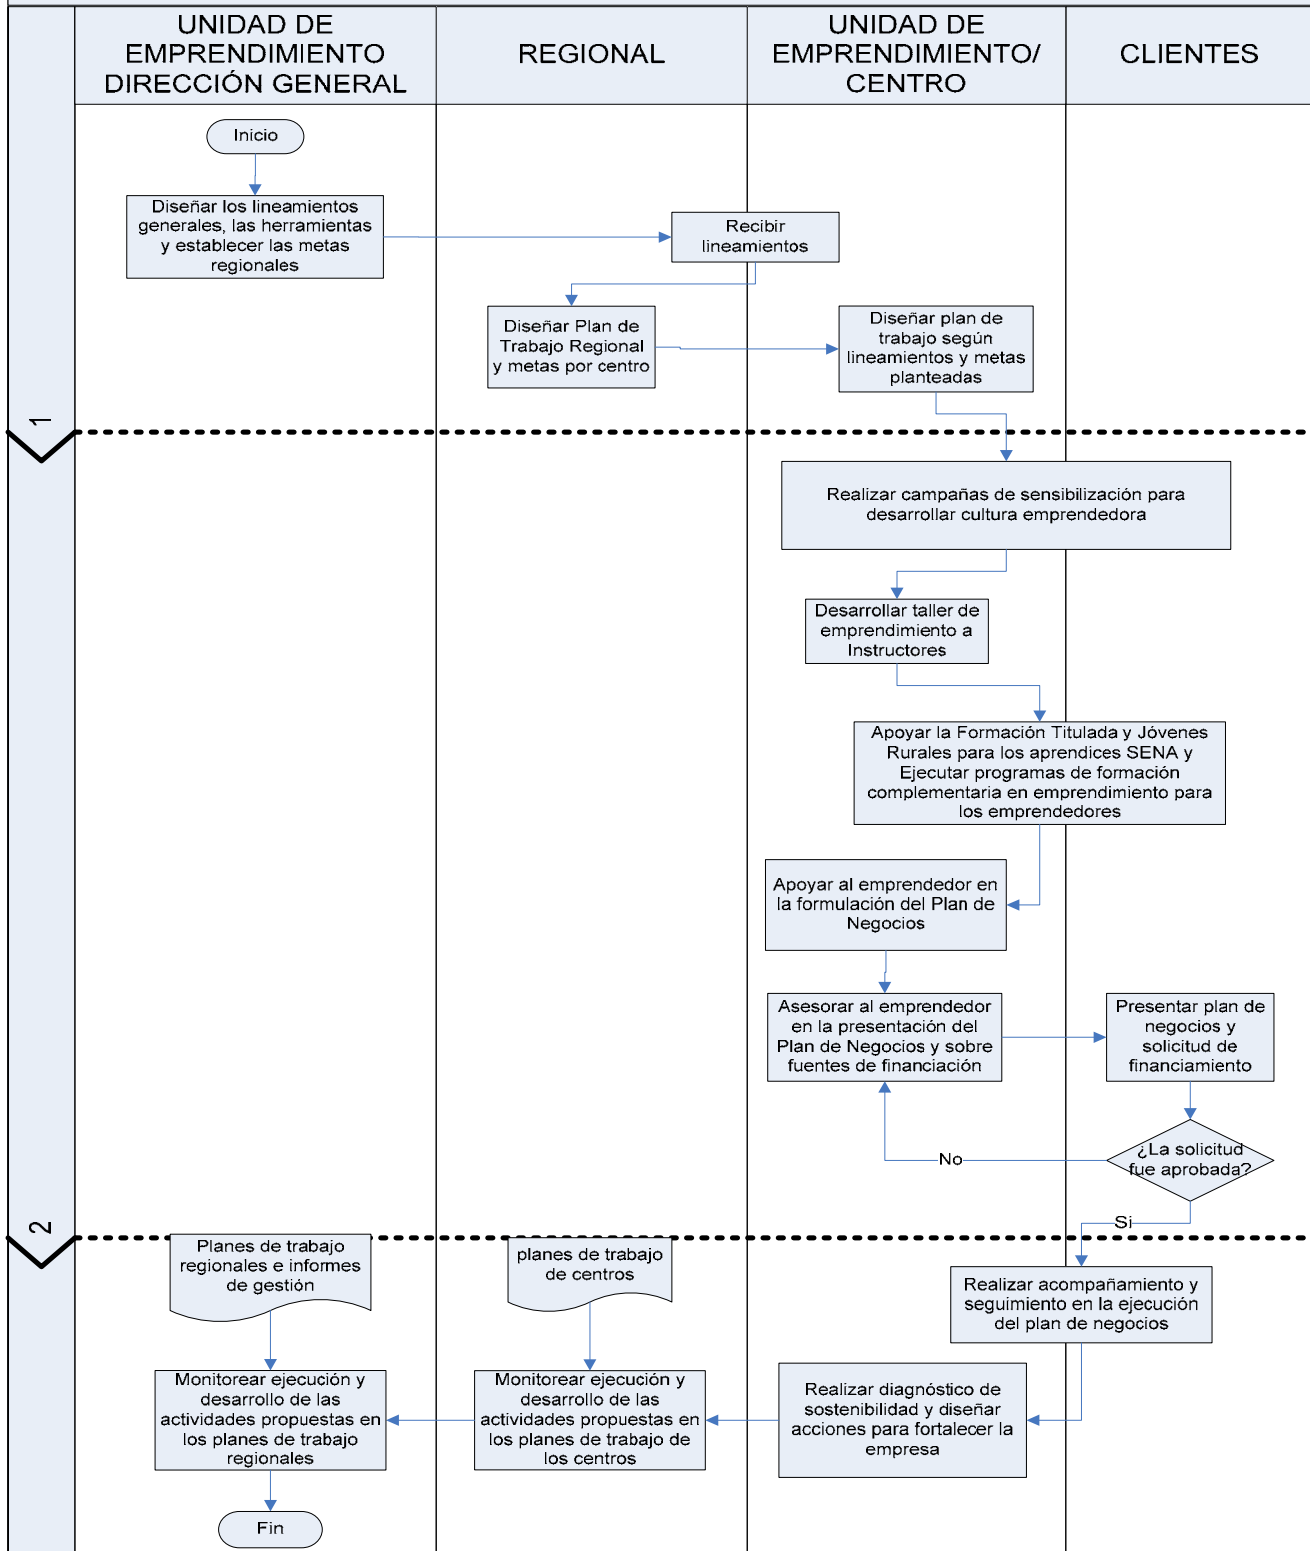 UNIDAD DE
EMPRENDIMIENTO
DIRECCIÓN GENERAL
REGIONAL
UNIDAD DE
EMPRENDIMIENTO/
CENTRO
CLIENTES
Inicio
Diseñar los lineamientos
generales, las herramientas
y establecer las metas
regionales
Recibir
lineamientos
Diseñar Plan de
Trabajo Regional
y metas por centro
Diseñar plan de
trabajo según
lineamientos y metas
planteadas
1
Realizar campañas de sensibilización para
desarrollar cultura emprendedora
Desarrollar taller de
emprendimiento a
Instructores
Apoyar la Formación Titulada y Jóvenes
Rurales para los aprendices SENA y
Ejecutar programas de formación
complementaria en emprendimiento para
los emprendedores
Apoyar al emprendedor en
la formulación del Plan de
Negocios
Asesorar al emprendedor
en la presentación del
Plan de Negocios y sobre
fuentes de financiación
Presentar plan de
negocios y
solicitud de
financiamiento
¿La solicitud
fue aprobada?
No
Si
2
Planes de trabajo
regionales e informes
de gestión
planes de trabajo
de centros
Realizar acompañamiento y
seguimiento en la ejecución
del plan de negocios
Monitorear ejecución y
desarrollo de las
actividades propuestas en
los planes de trabajo
regionales
Monitorear ejecución y
desarrollo de las
actividades propuestas en
los planes de trabajo de
los centros
Realizar diagnóstico de
sostenibilidad y diseñar
acciones para fortalecer la
empresa
Fin